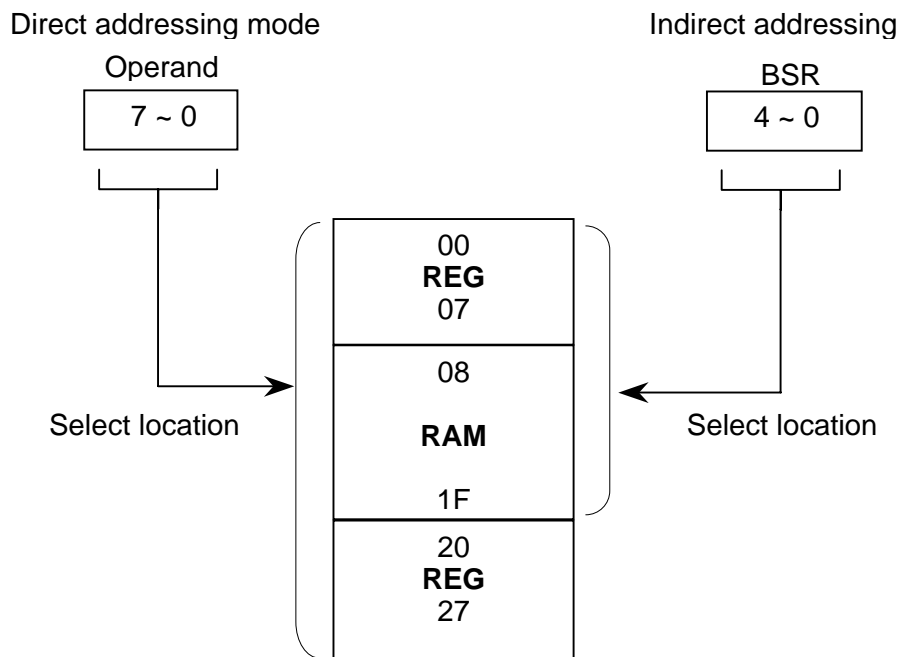 Direct addressing mode
Indirect addressing
Operand
BSR
7 ~ 0
4 ~ 0
00
REG
07
08
Select location
Select location
RAM
1F
20
REG
27